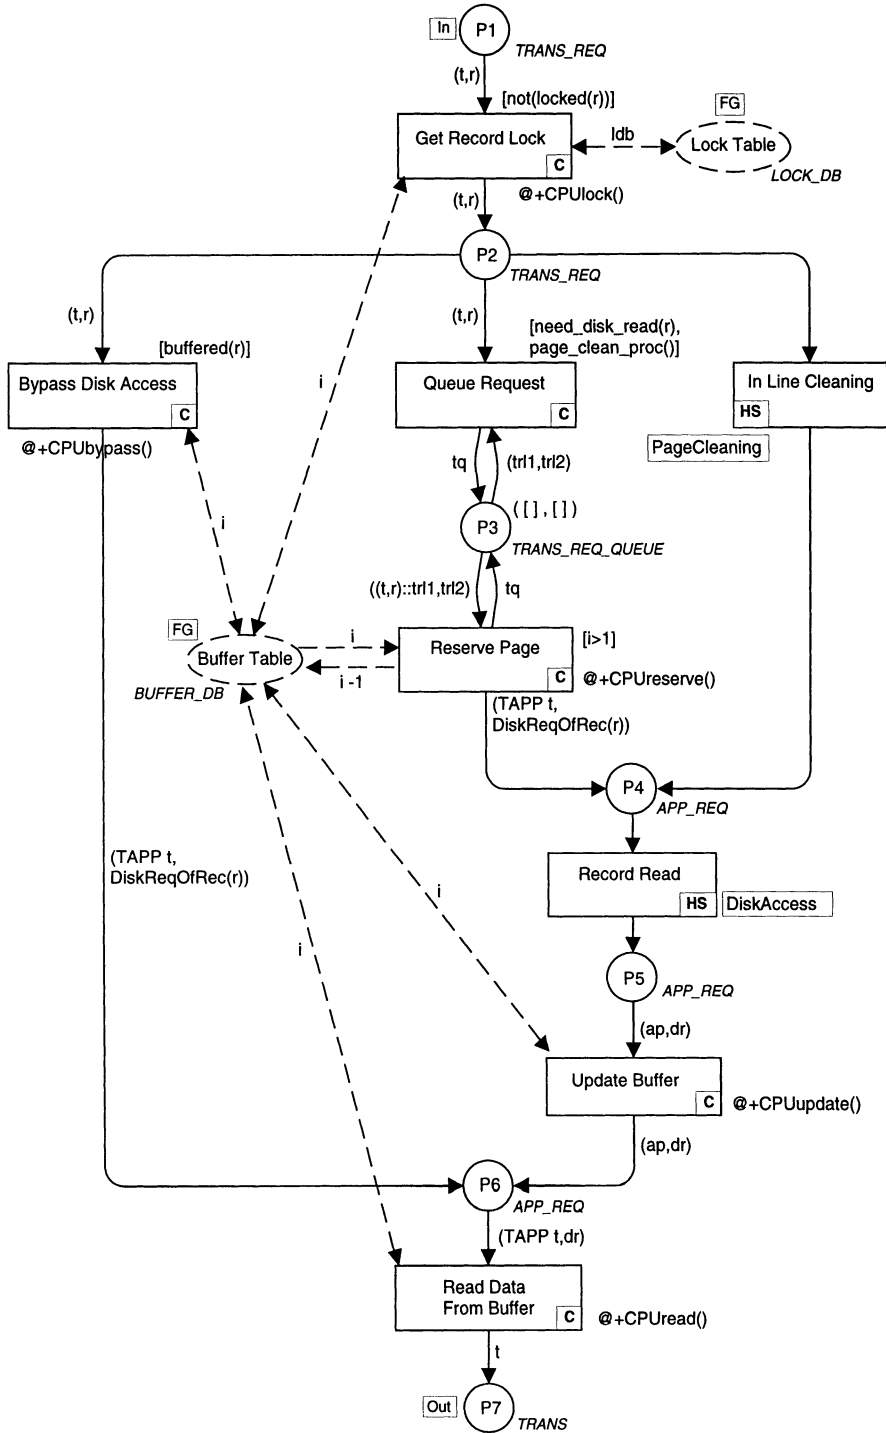 In
P1
TRANS_REQ
(t,r)
[not(locked(r))]
FG
Get Record Lock
C
ldb
Lock Table
LOCK_DB
@+CPUlock()
(t,r)
P2
TRANS_REQ
(t,r)
(t,r)
[buffered(r)]
[need_disk_read(r),
page_clean_proc()]
Bypass Disk Access
C
Queue Request
C
In Line Cleaning
HS
i
@+CPUbypass()
PageCleaning
tq
(trl1,trl2)
i
([],[])
P3
TRANS_REQ_QUEUE
((t,r)::trl1,trl2)
tq
FG
Buffer Table
BUFFER_DB
i
i -1
Reserve Page
C
[i>1]
@+CPUreserve()
(TAPP t,
DiskReqOfRec(r))
P4
APP_REQ
(TAPP t,
DiskReqOfRec(r))
Record Read
HS
DiskAccess
i
i
P5
APP_REQ
(ap,dr)
Update Buffer
C
@+CPUupdate()
(ap,dr)
P6
APP_REQ
(TAPP t,dr)
Read Data
From Buffer
C
@+CPUread()
t
Out
P7
TRANS